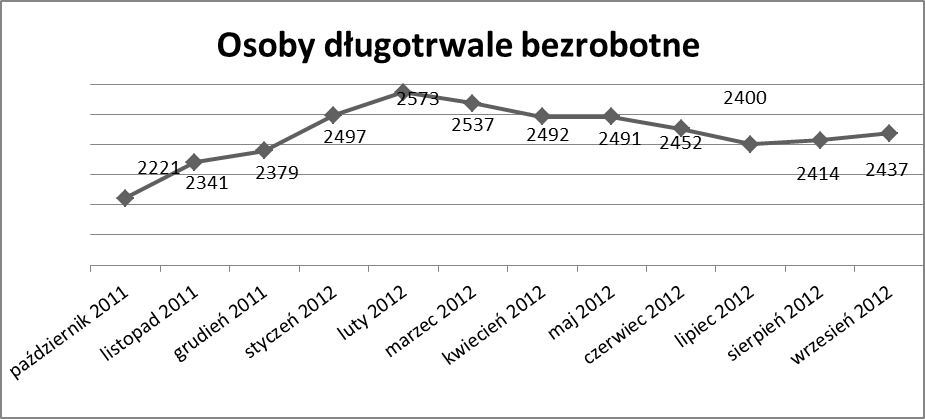 Osoby długotrwale bezrobotne
2221
2341
2379
2497
2573
2537
2492
2491
2452
2400
2414
2437
październik 2011
listopad 2011
grudzień 2011
styczeń 2012
luty 2012
marzec 2012
kwiecień 2012
maj 2012
czerwiec 2012
lipiec 2012
sierpień 2012
wrzesień 2012